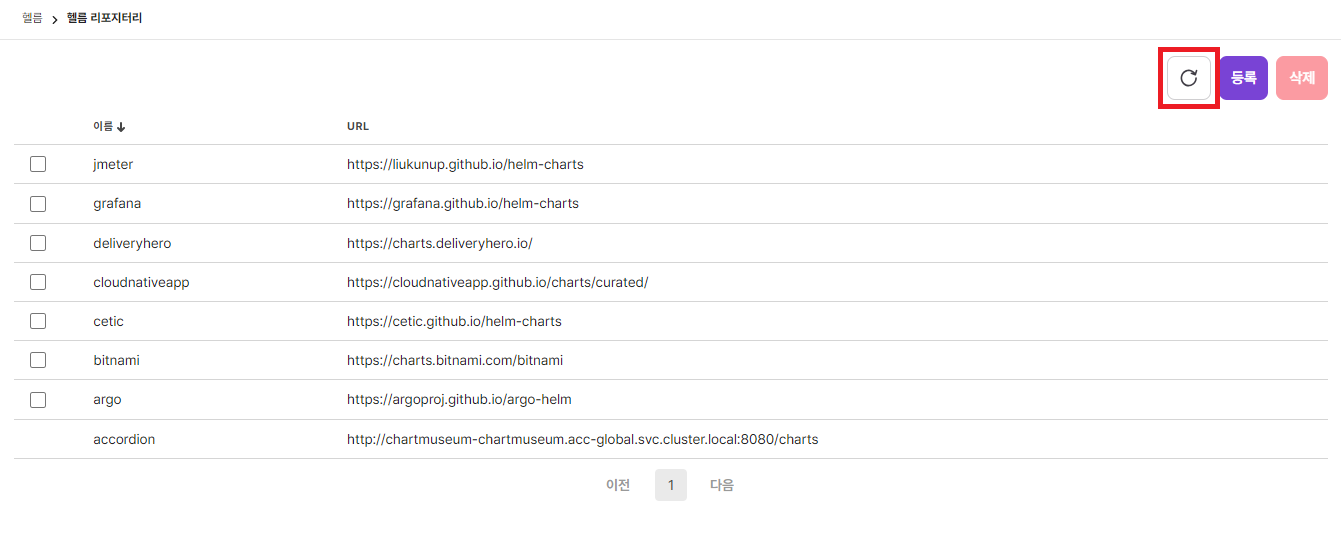 헬름 > 헬름 리포지터리
등록 삭제
이름 ↓ URL
jmeter https://liukunup.github.io/helm-charts
grafana https://grafana.github.io/helm-charts
deliveryhero https://charts.deliveryhero.io/
cloudnativeapp https://cloudnativeapp.github.io/charts/curated/
cetic https://cetic.github.io/helm-charts
bitnami https://charts.bitnami.com/bitnami
argo https://argoproj.github.io/argo-helm
accordion http://chartmuseum-chartmuseum.acc-global.svc.cluster.local:8080/charts
이전 1 다음